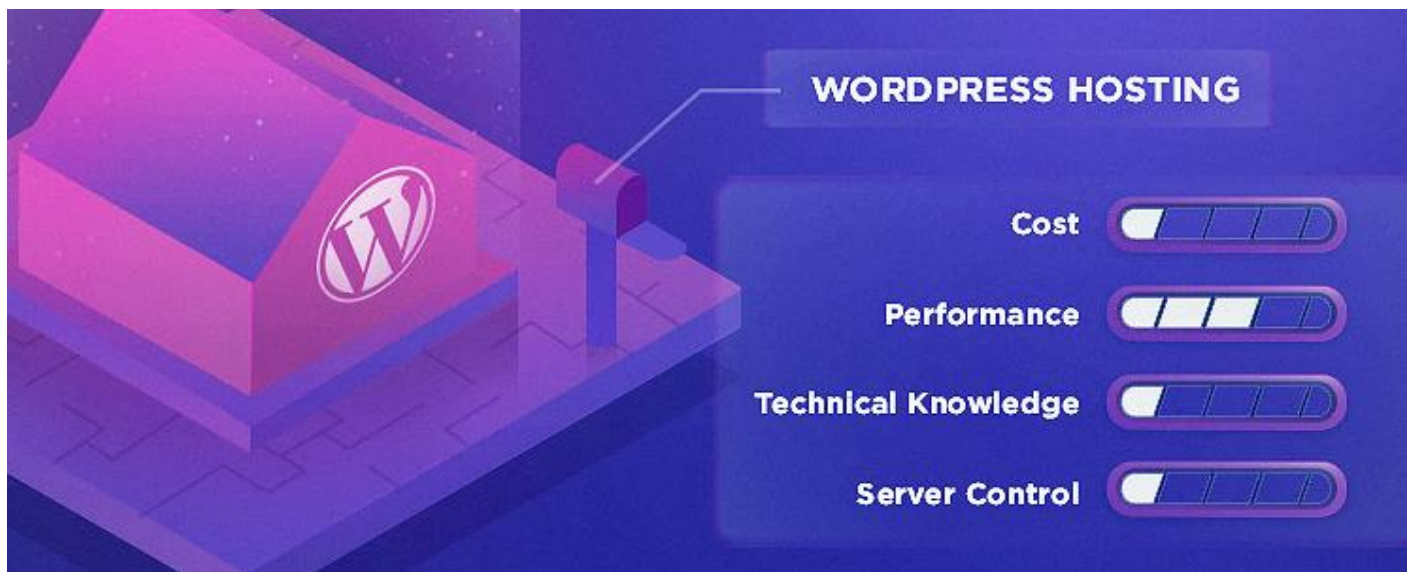 WORDPRESS HOSTING
W
Cost
Performance
Technical Knowledge
Server Control